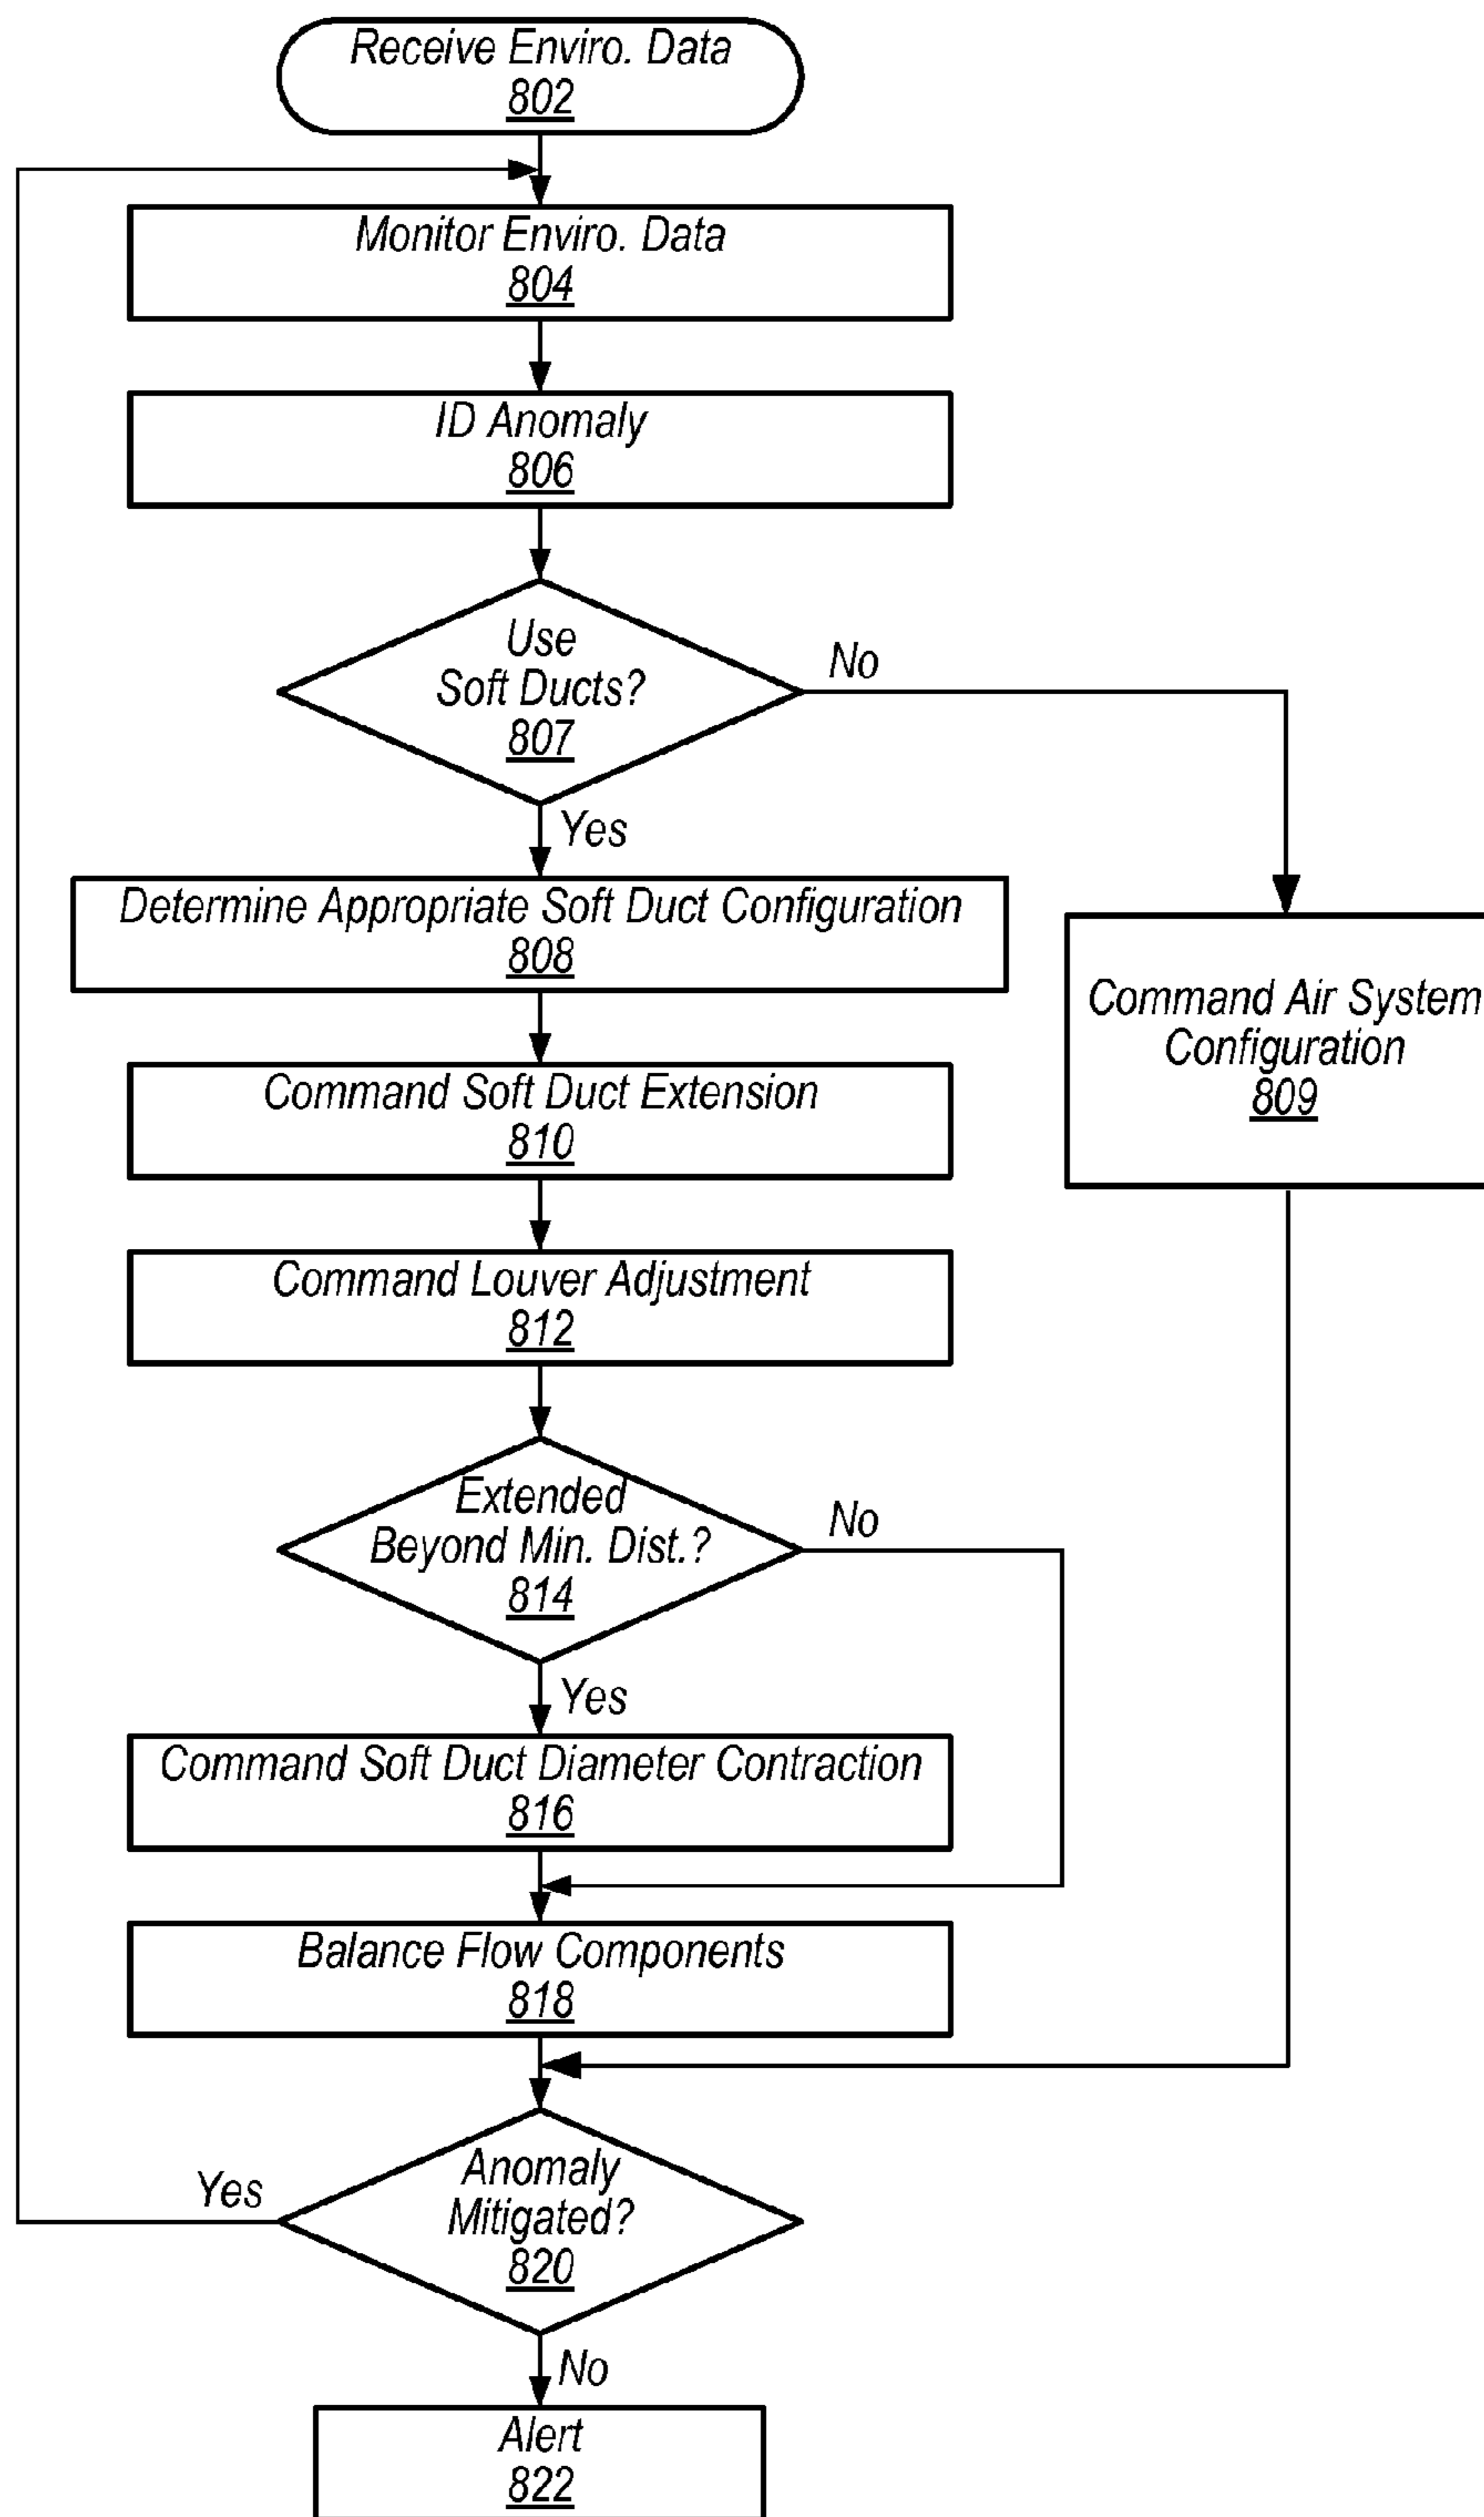 Receive Enviro. Data
802
Monitor Enviro. Data
804
ID Anomaly
806
Use
Soft Ducts?
807
No
Yes
Determine Appropriate Soft Duct Configuration
808
Command Air System
Configuration
809
Command Soft Duct Extension
810
Command Louver Adjustment
812
Extended
Beyond Min. Dist.?
814
No
Yes
Command Soft Duct Diameter Contraction
816
Balance Flow Components
818
Anomaly
Mitigated?
820
Yes
No
Alert
822